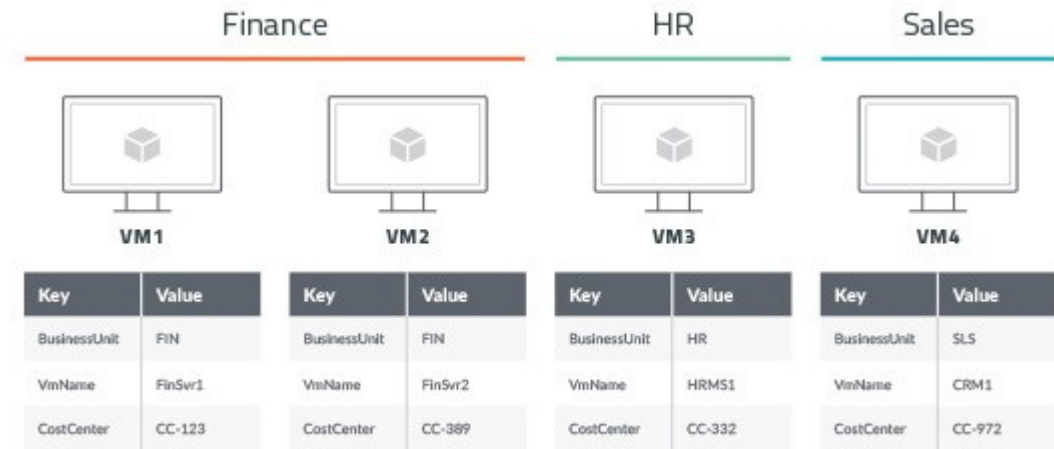 Finance HR Sales
VM1 VM2 VM3 VM4
Key Value Key Value Key Value Key Value
BusinessUnit FIN BusinessUnit FIN BusinessUnit HR BusinessUnit SLS
VmName FinSvr1 VmName FinSvr2 VmName HRMS1 VmName CRM1
CostCenter CC-123 CostCenter CC-389 CostCenter CC-332 CostCenter CC-972